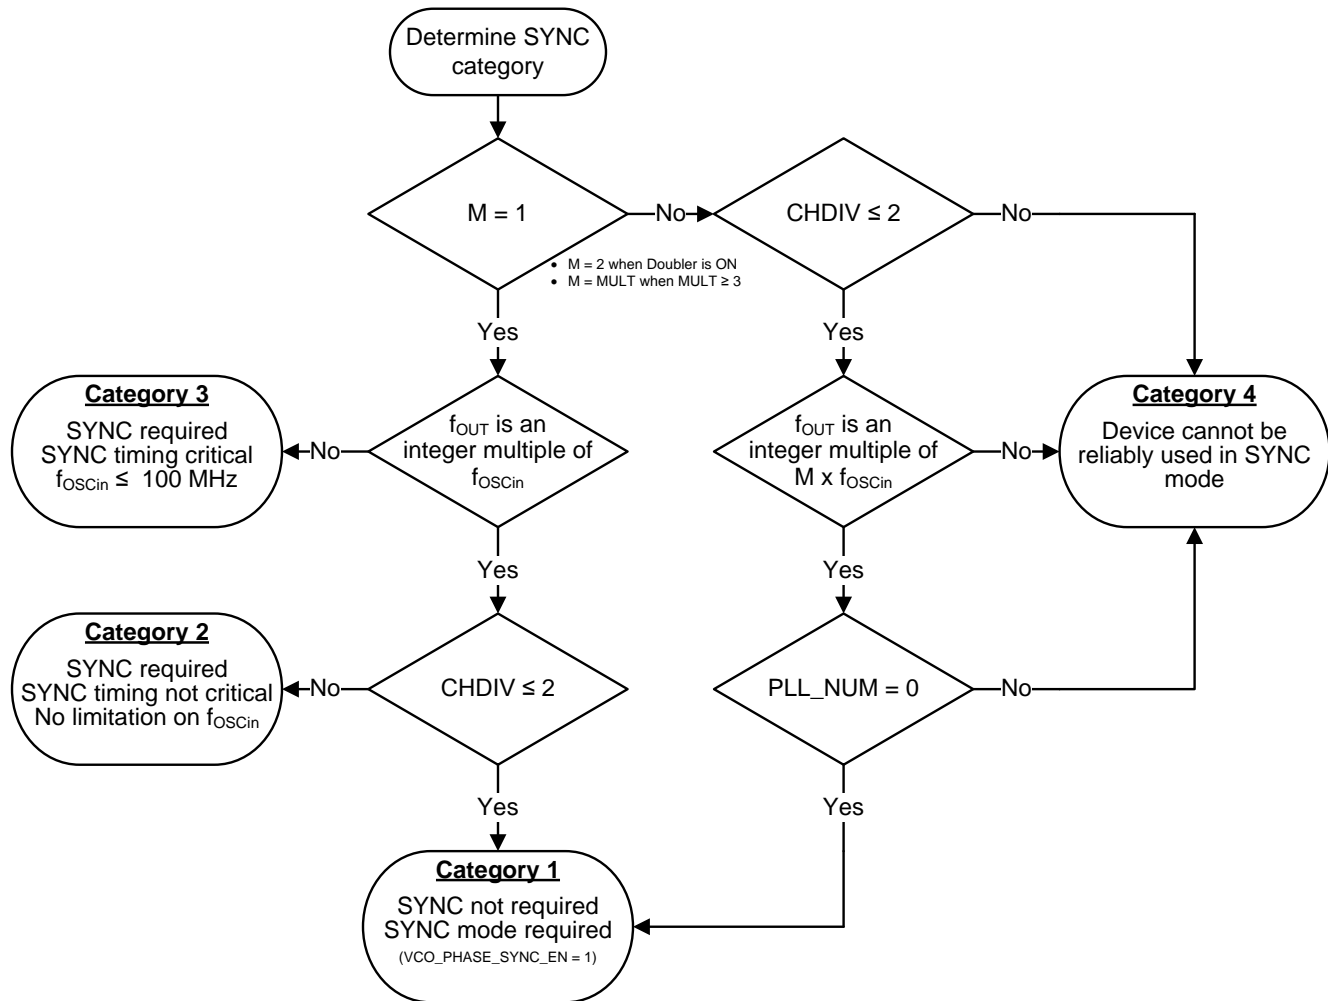 Determine SYNC
category
M = 1
No
CHDIV ≤ 2
No
• M = 2 when Doubler is ON
• M = MULT when MULT ≥ 3
Yes
Yes
Category 3
SYNC required
SYNC timing critical
fOSCin ≤ 100 MHz
No
fOUT is an
integer multiple of
fOSCin
fOUT is an
integer multiple of
M x fOSCin
No
Category 4
Device cannot be
reliably used in SYNC
mode
Yes
Yes
Category 2
SYNC required
SYNC timing not critical
No limitation on fOSCin
No
CHDIV ≤ 2
PLL_NUM = 0
No
Yes
Yes
Category 1
SYNC not required
SYNC mode required
(VCO_PHASE_SYNC_EN = 1)